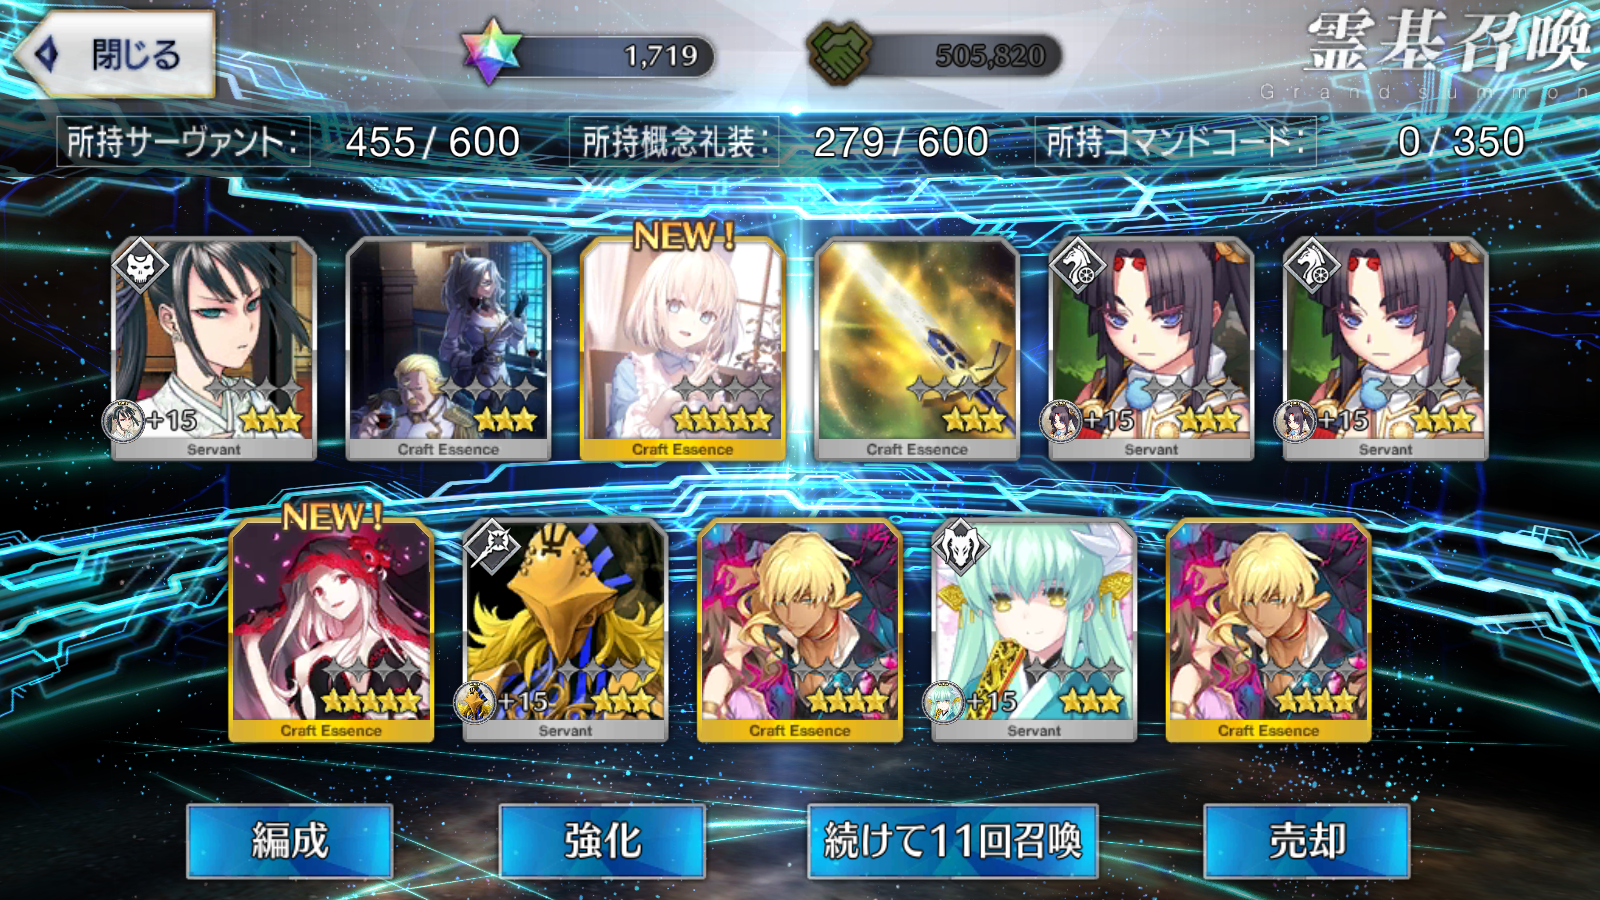 閉じる
1,719
505,820
霊基召喚
Grand summon
所持サーヴァント: 455 / 600
所持概念礼装: 279 / 600
所持コマンドコード: 0 / 350
NEW!
+15
+15
+15
Servant
Craft Essence
Craft Essence
Craft Essence
Servant
Servant
NEW!
+15
+15
Craft Essence
Servant
Craft Essence
Servant
Craft Essence
編成
強化
続けて11回召喚
売却